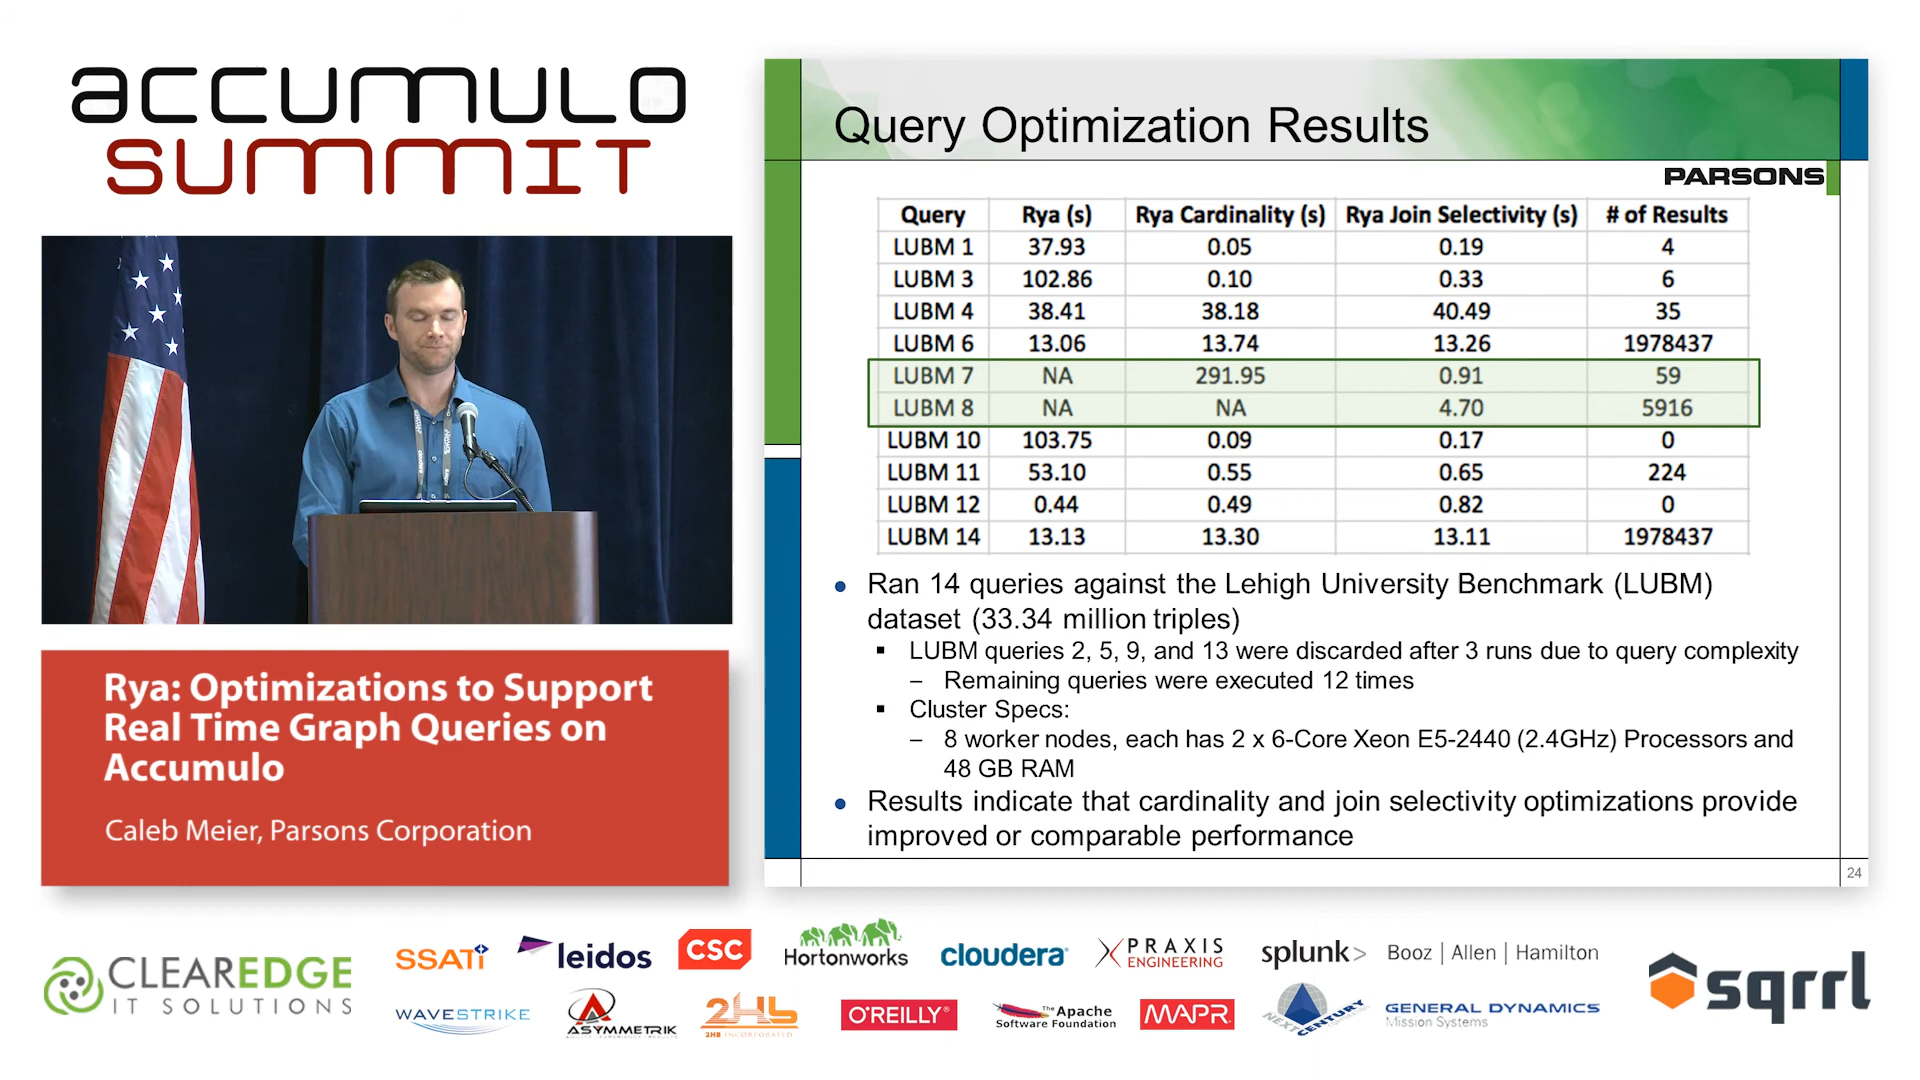 accumulo
summit
Rya: Optimizations to Support
Real Time Graph Queries on
Accumulo
Caleb Meier, Parsons Corporation
Query Optimization Results
PARSONS
Query Rya (s) Rya Cardinality (s) Rya Join Selectivity (s) # of Results
LUBM 1 37.93 0.05 0.19 4
LUBM 3 102.86 0.10 0.33 6
LUBM 4 38.41 38.18 40.49 35
LUBM 6 13.06 13.74 13.26 1978437
LUBM 7 NA 291.95 0.91 59
LUBM 8 NA NA 4.70 5916
LUBM 10 103.75 0.09 0.17 0
LUBM 11 53.10 0.55 0.65 224
LUBM 12 0.44 0.49 0.82 0
LUBM 14 13.13 13.30 13.11 1978437
• Ran 14 queries against the Lehigh University Benchmark (LUBM)
dataset (33.34 million triples)
▪ LUBM queries 2, 5, 9, and 13 were discarded after 3 runs due to query complexity
– Remaining queries were executed 12 times
▪ Cluster Specs:
– 8 worker nodes, each has 2 x 6-Core Xeon E5-2440 (2.4GHz) Processors and
48 GB RAM
• Results indicate that cardinality and join selectivity optimizations provide
improved or comparable performance
24
CLEAREDGE
IT SOLUTIONS
SSATi
leidos
CSC
Hortonworks
cloudera
PRAXIS
ENGINEERING
splunk>
Booz | Allen | Hamilton
sqrrl
WAVESTRIKE
ASYMMETRIK
2HB
2HB INCORPORATED
O'REILLY®
The Apache
Software Foundation
MAPR
NEXT CENTURY
GENERAL DYNAMICS
Mission Systems